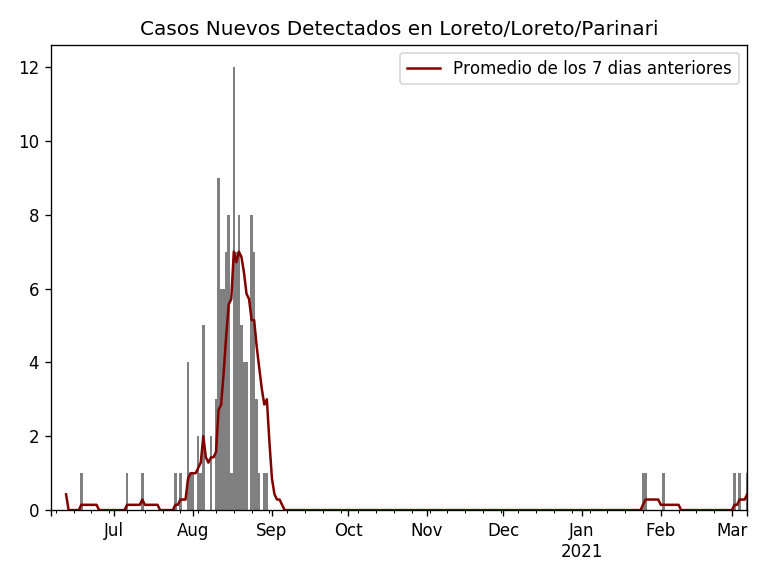 Casos Nuevos Detectados en Loreto/Loreto/Parinari
Promedio de los 7 dias anteriores
12
10
8
6
4
2
0
Jul Aug Sep Oct Nov Dec Jan Feb Mar
2021